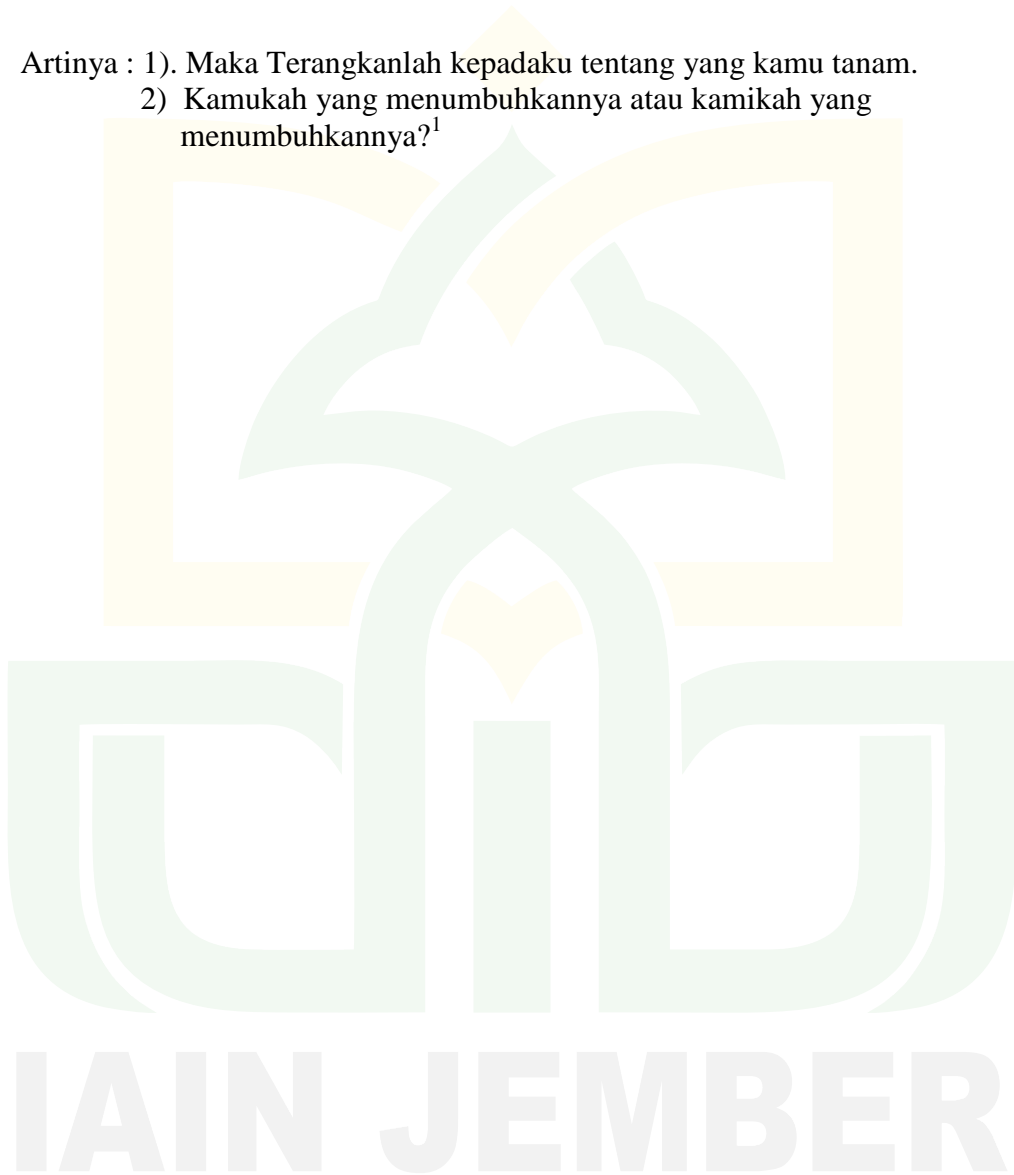 Artinya : 1). Maka Terangkanlah kepadaku tentang yang kamu tanam.
2) Kamukah yang menumbuhkannya atau kamikah yang
menumbuhkannya?¹
IAIN JEMBER